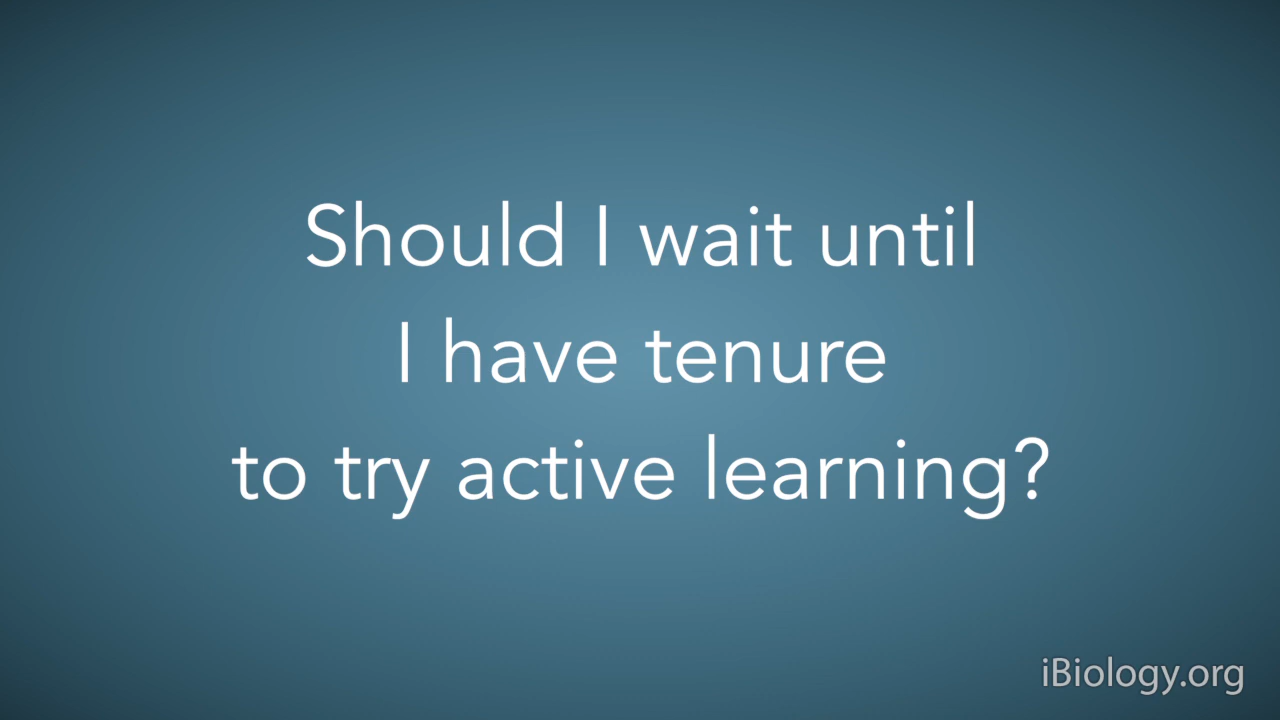 Should I wait until
I have tenure
to try active learning?
iBiology.org